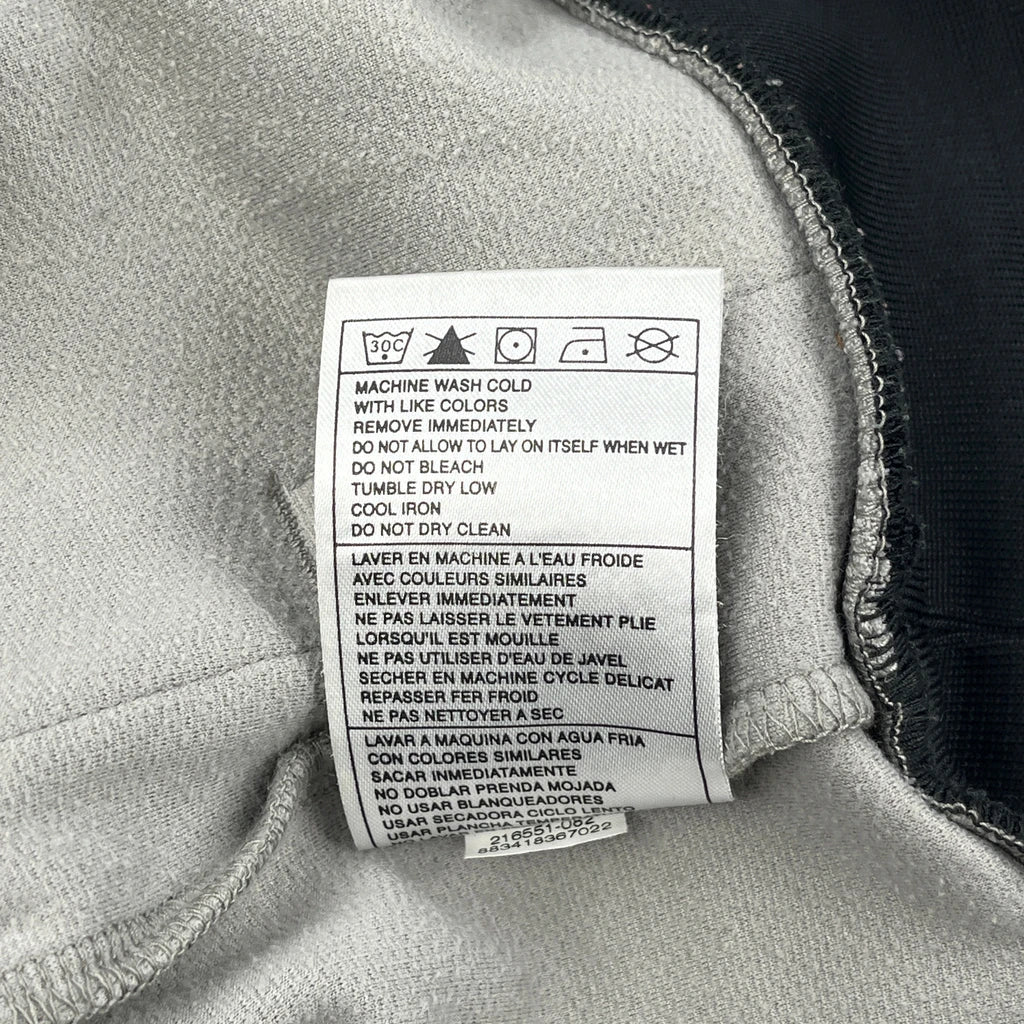 30C
MACHINE WASH COLD
WITH LIKE COLORS
REMOVE IMMEDIATELY
DO NOT ALLOW TO LAY ON ITSELF WHEN WET
DO NOT BLEACH
TUMBLE DRY LOW
COOL IRON
DO NOT DRY CLEAN
LAVER EN MACHINE A L'EAU FROIDE
AVEC COULEURS SIMILAIRES
ENLEVER IMMEDIATEMENT
NE PAS LAISSER LE VETEMENT PLIE
LORSQU'IL EST MOUILLE
NE PAS UTILISER D'EAU DE JAVEL
SECHER EN MACHINE CYCLE DELICAT
REPASSER FER FROID
NE PAS NETTOYER A SEC
LAVAR A MAQUINA CON AGUA FRIA
CON COLORES SIMILARES
SACAR INMEDIATAMENTE
NO DOBLAR PRENDA MOJADA
NO USAR BLANQUEADORES
USAR SECADORA CICLO LENTO
USAR PLANCHA
216551-082
883418367022